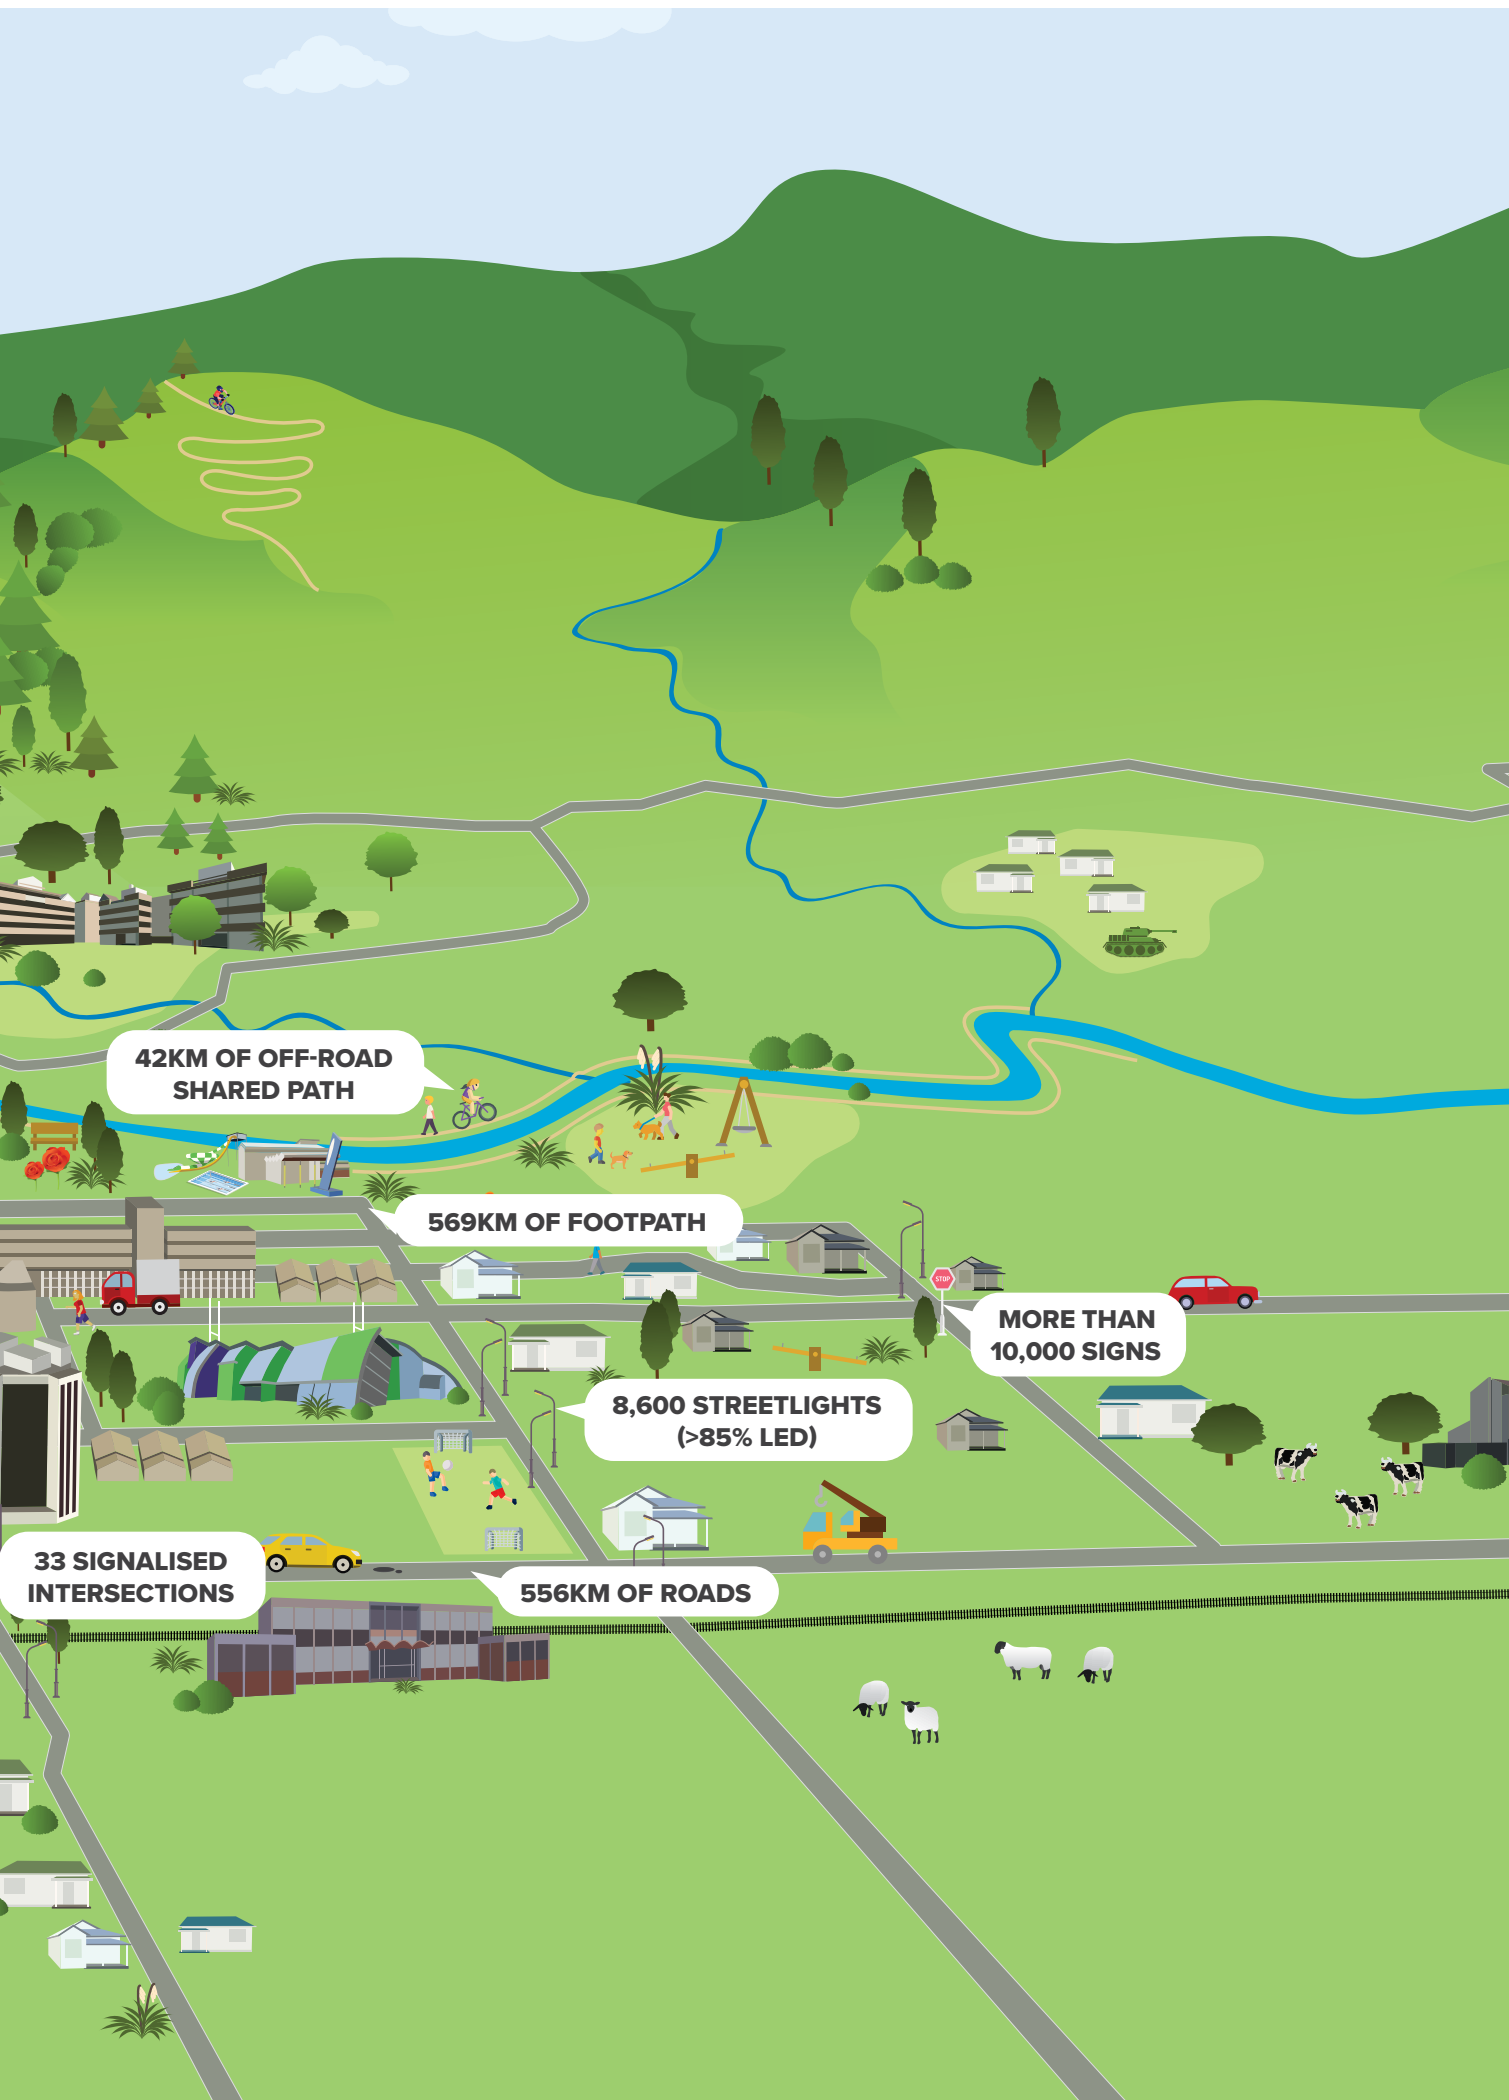 42KM OF OFF-ROAD
SHARED PATH
569KM OF FOOTPATH
STOP
MORE THAN
10,000 SIGNS
8,600 STREETLIGHTS
(>85% LED)
33 SIGNALISED
INTERSECTIONS
556KM OF ROADS